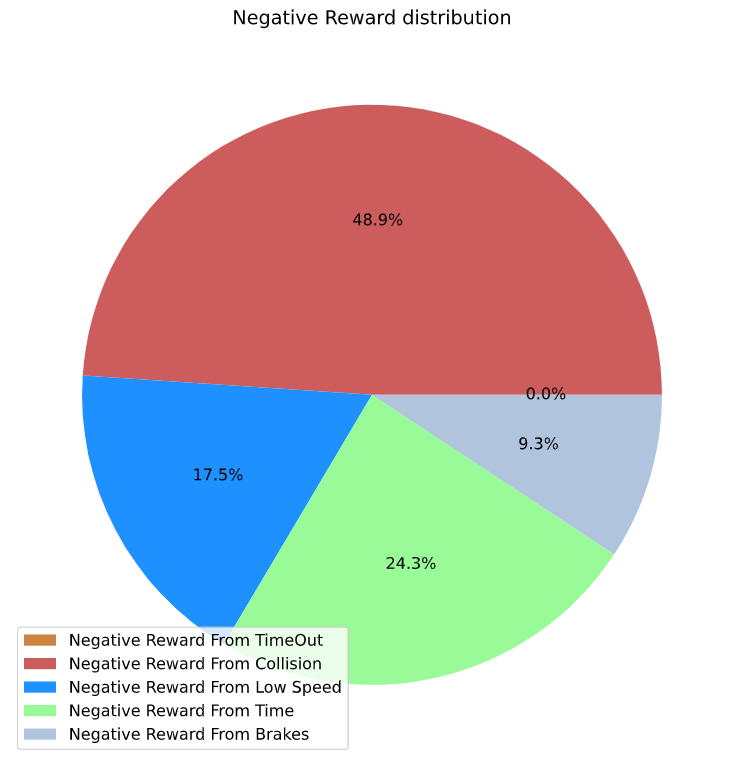 Negative Reward distribution
48.9%
0.0%
9.3%
17.5%
24.3%
Negative Reward From TimeOut
Negative Reward From Collision
Negative Reward From Low Speed
Negative Reward From Time
Negative Reward From Brakes